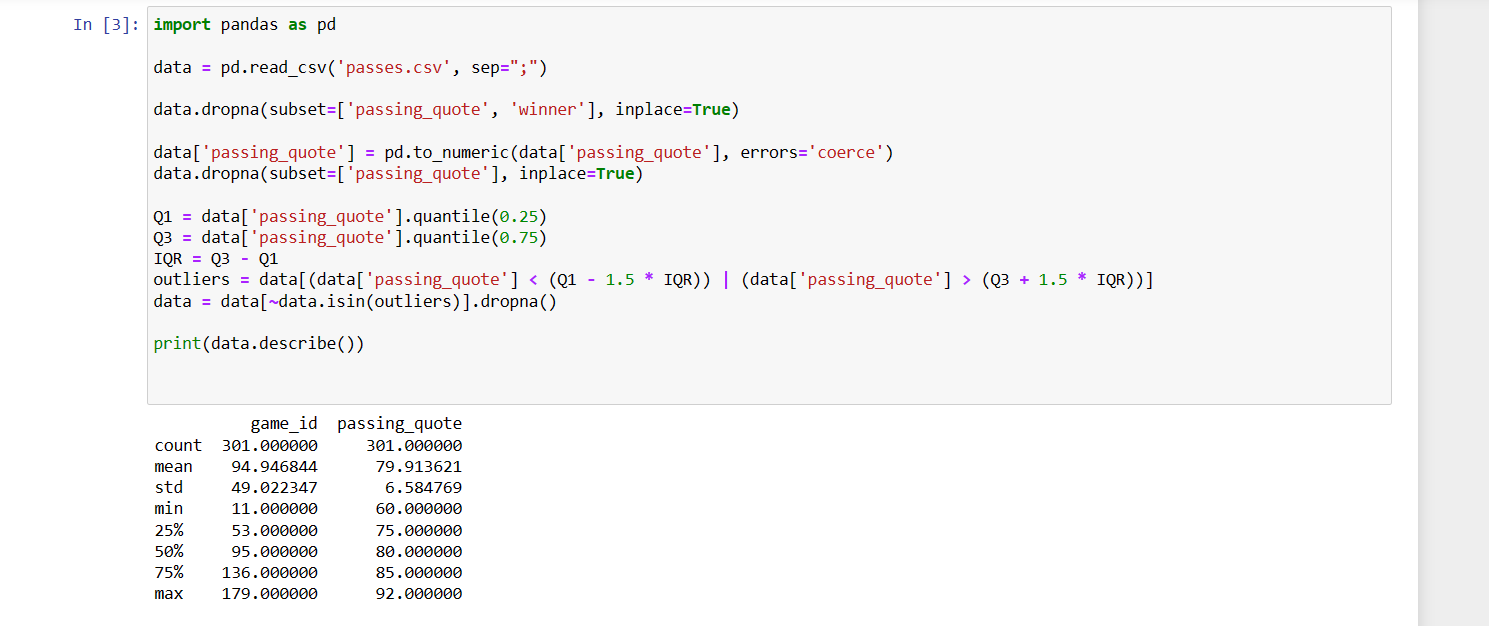 In [3]: import pandas as pd
data = pd.read_csv('passes.csv', sep=";")
data.dropna(subset=['passing_quote', 'winner'], inplace=True)
data['passing_quote'] = pd.to_numeric(data['passing_quote'], errors='coerce')
data.dropna(subset=['passing_quote'], inplace=True)
Q1 = data['passing_quote'].quantile(0.25)
Q3 = data['passing_quote'].quantile(0.75)
IQR = Q3 - Q1
outliers = data[(data['passing_quote'] < (Q1 - 1.5 * IQR)) | (data['passing_quote'] > (Q3 + 1.5 * IQR))]
data = data[~data.isin(outliers)].dropna()
print(data.describe())
game_id passing_quote
count 301.000000 301.000000
mean 94.946844 79.913621
std 49.022347 6.584769
min 11.000000 60.000000
25% 53.000000 75.000000
50% 95.000000 80.000000
75% 136.000000 85.000000
max 179.000000 92.000000